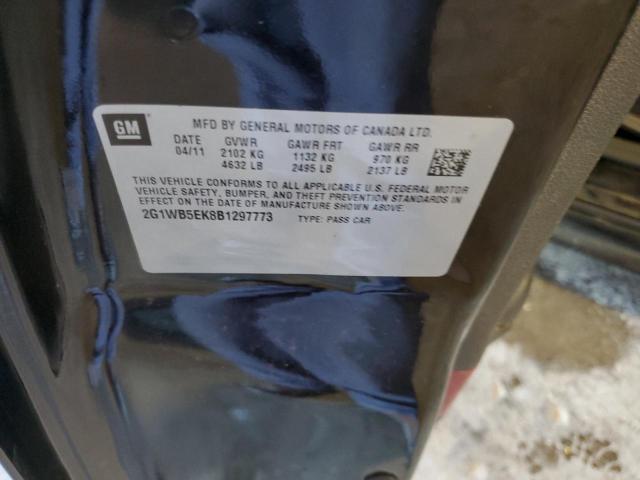 GM
MFD BY GENERAL MOTORS OF CANADA LTD.
DATE GVWR GAWR FRT GAWR RR
04/11 2102 KG 1132 KG 970 KG
4632 LB 2495 LB 2137 LB
THIS VEHICLE CONFORMS TO ALL APPLICABLE U.S. FEDERAL MOTOR
VEHICLE SAFETY, BUMPER, AND THEFT PREVENTION STANDARDS IN
EFFECT ON THE DATE OF MANUFACTURE SHOWN ABOVE.
2G1WB5EK8B1297773 TYPE: PASS CAR